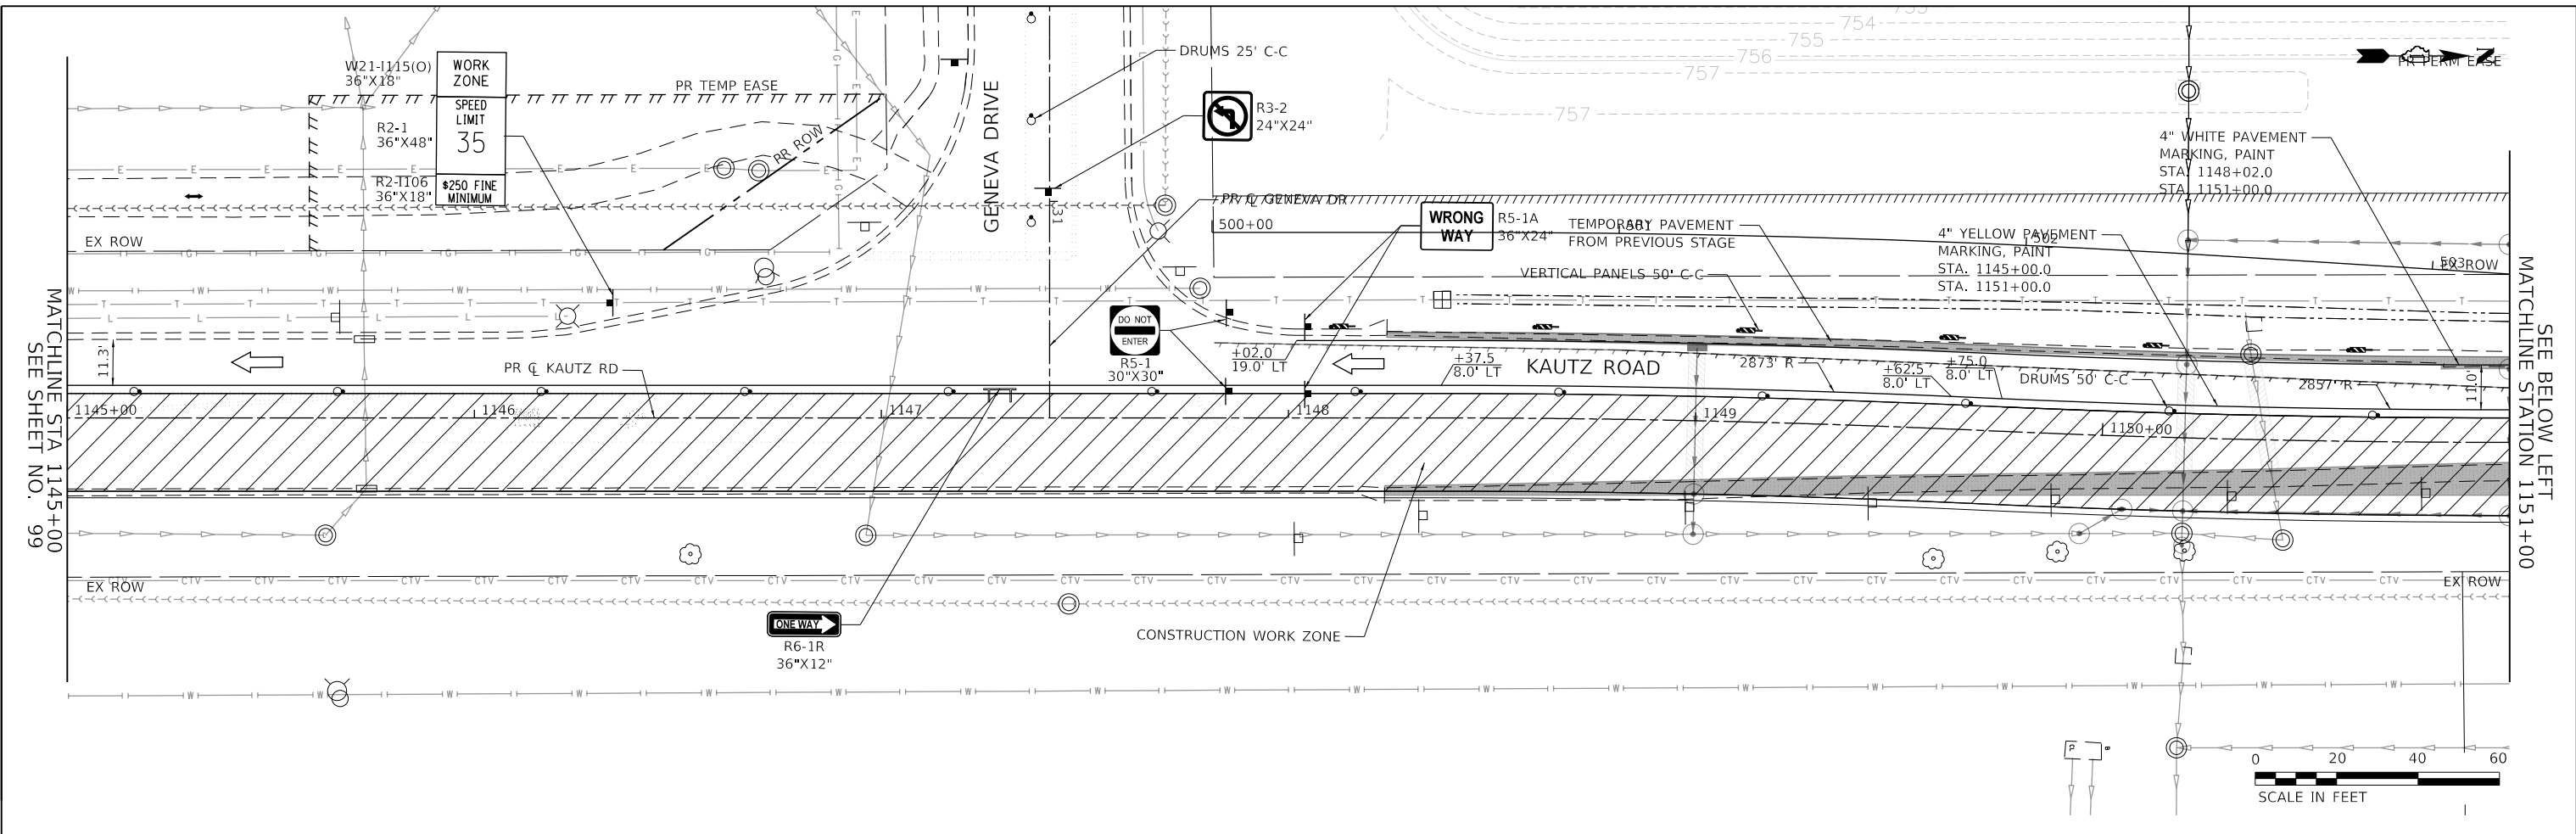 753
754
755
756
757
757
PR PERM EASE
W21-I115(O)
36"X18"
WORK
ZONE
SPEED
LIMIT
35
$250 FINE
MINIMUM
R2-1
36"X48"
R2-I106
36"X18"
PR TEMP EASE
PR ROW
GENEVA DRIVE
DRUMS 25' C-C
R3-2
24"X24"
31
4" WHITE PAVEMENT
MARKING, PAINT
STA. 1148+02.0
STA. 1151+00.0
PR ℄ GENEVA DR
500+00
501
502
503
WRONG
WAY
R5-1A
36"X24"
TEMPORARY PAVEMENT
FROM PREVIOUS STAGE
4" YELLOW PAVEMENT
MARKING, PAINT
STA. 1145+00.0
STA. 1151+00.0
EX ROW
EX ROW
VERTICAL PANELS 50' C-C
DO NOT
ENTER
R5-1
30"X30"
+02.0
19.0' LT
+37.5
8.0' LT
KAUTZ ROAD
2873' R
+62.5
8.0' LT
+75.0
8.0' LT
DRUMS 50' C-C
2857' R
11.0'
11.3'
PR ℄ KAUTZ RD
1145+00
1146
1147
1148
1149
1150+00
MATCHLINE STA 1145+00
SEE SHEET NO. 99
SEE BELOW LEFT
MATCHLINE STATION 1151+00
EX ROW
EX ROW
ONE WAY
R6-1R
36"X12"
CONSTRUCTION WORK ZONE
P
0 20 40 60
SCALE IN FEET